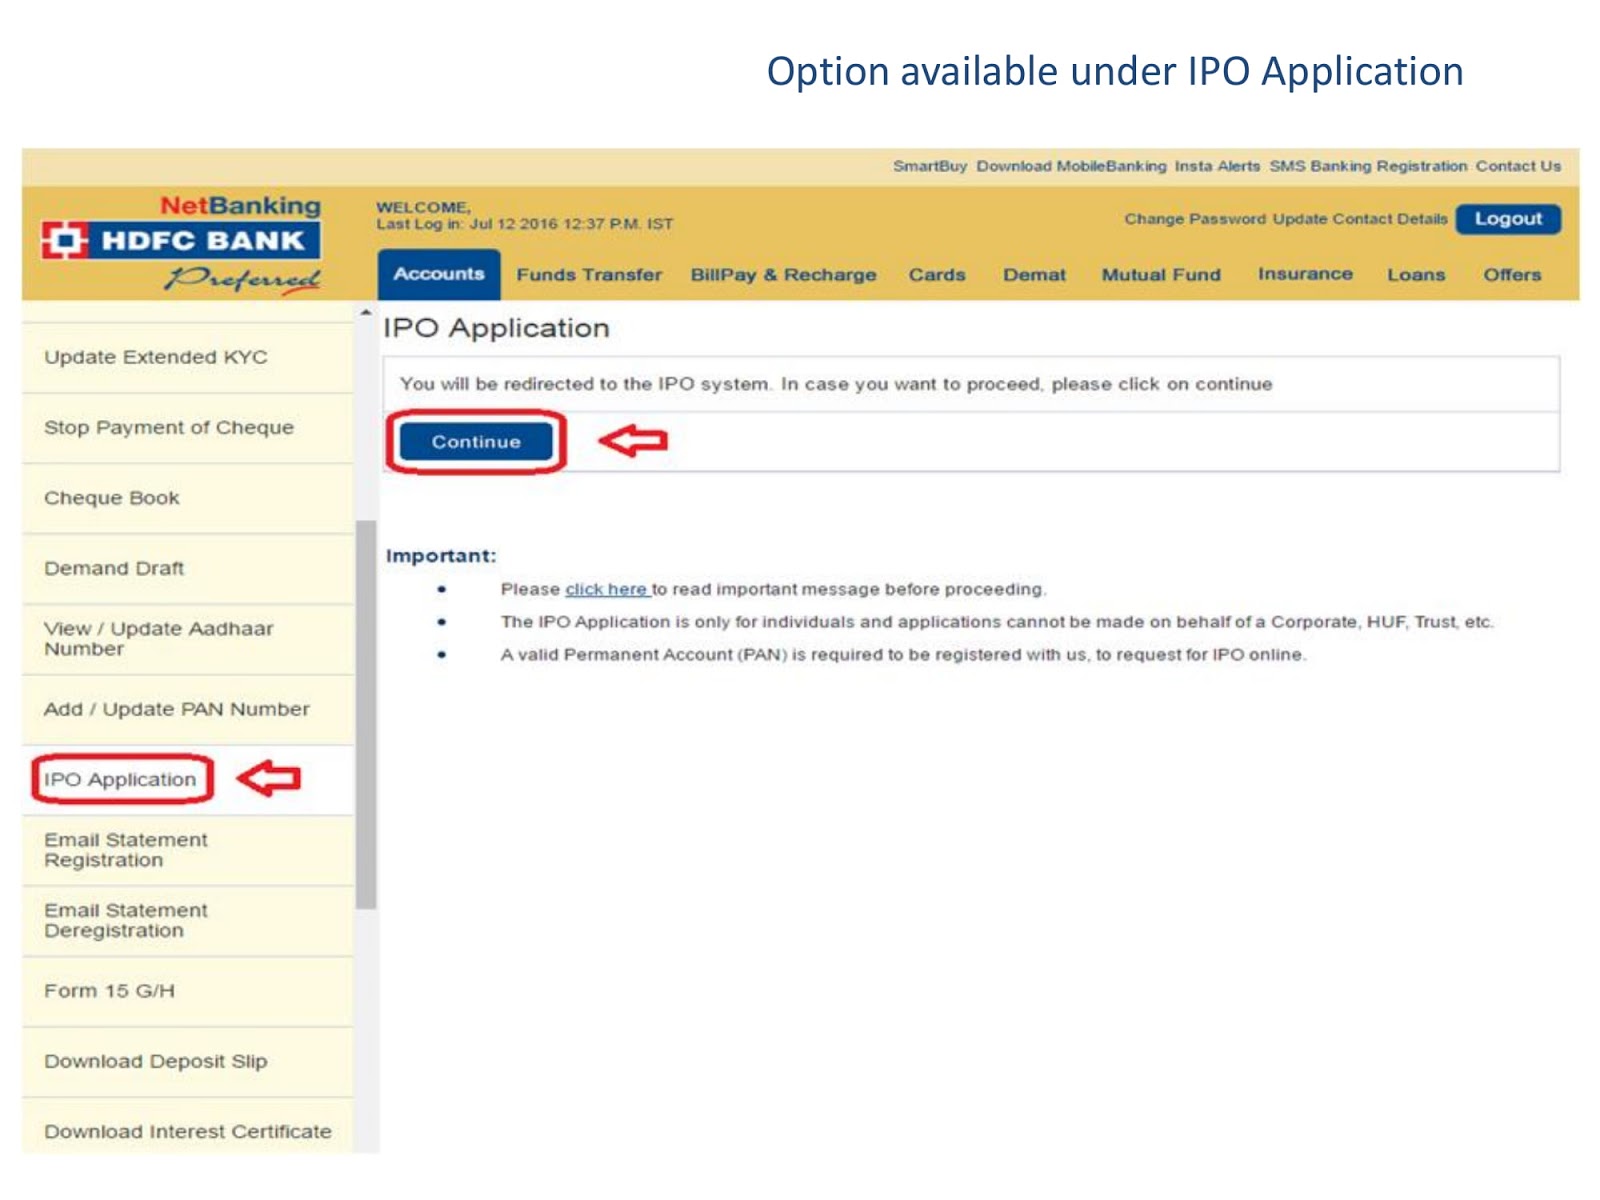 Option available under IPO Application
SmartBuy Download MobileBanking Insta Alerts SMS Banking Registration Contact Us
NetBanking
HDFC BANK
Preferred
WELCOME,
Last Log in: Jul 12 2016 12:37 P.M. IST
Change Password Update Contact Details Logout
Accounts Funds Transfer BillPay & Recharge Cards Demat Mutual Fund Insurance Loans Offers
Update Extended KYC
Stop Payment of Cheque
Cheque Book
Demand Draft
View / Update Aadhaar
Number
Add / Update PAN Number
IPO Application
Email Statement
Registration
Email Statement
Deregistration
Form 15 G/H
Download Deposit Slip
Download Interest Certificate
IPO Application
You will be redirected to the IPO system. In case you want to proceed, please click on continue
Continue
Important:
• Please click here to read important message before proceeding.
• The IPO Application is only for individuals and applications cannot be made on behalf of a Corporate, HUF, Trust, etc.
• A valid Permanent Account (PAN) is required to be registered with us, to request for IPO online.